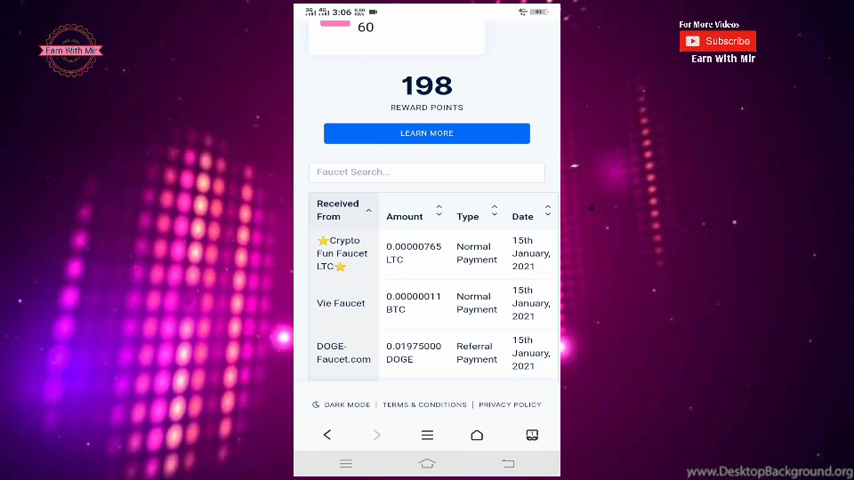 3:06
60
For More Videos
Subscribe
Earn With Mir
Earn With Mir
198
REWARD POINTS
LEARN MORE
Faucet Search...
Received From Amount Type Date
⭐Crypto Fun Faucet LTC⭐ 0.00000765 LTC Normal Payment 15th January, 2021
Vie Faucet 0.00000011 BTC Normal Payment 15th January, 2021
DOGE-Faucet.com 0.01975000 DOGE Referral Payment 15th January, 2021
DARK MODE | TERMS & CONDITIONS | PRIVACY POLICY
www.DesktopBackground.org